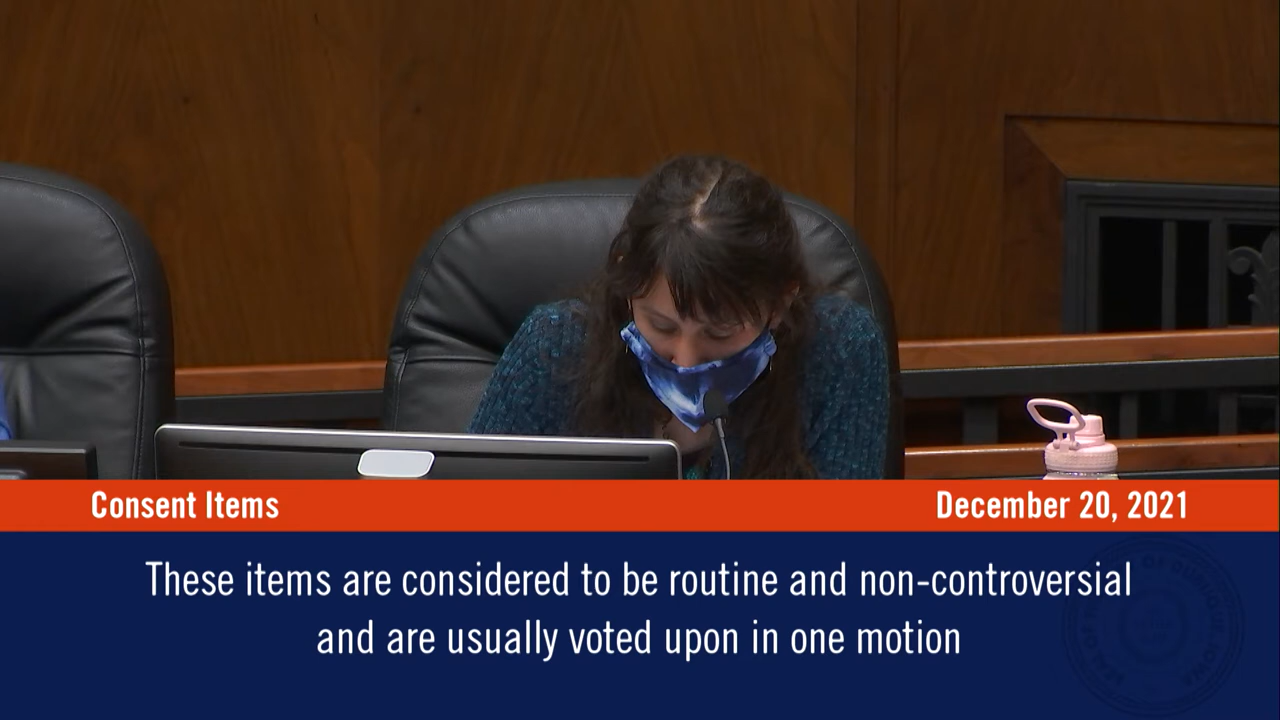 Consent Items
December 20, 2021
These items are considered to be routine and non-controversial
and are usually voted upon in one motion